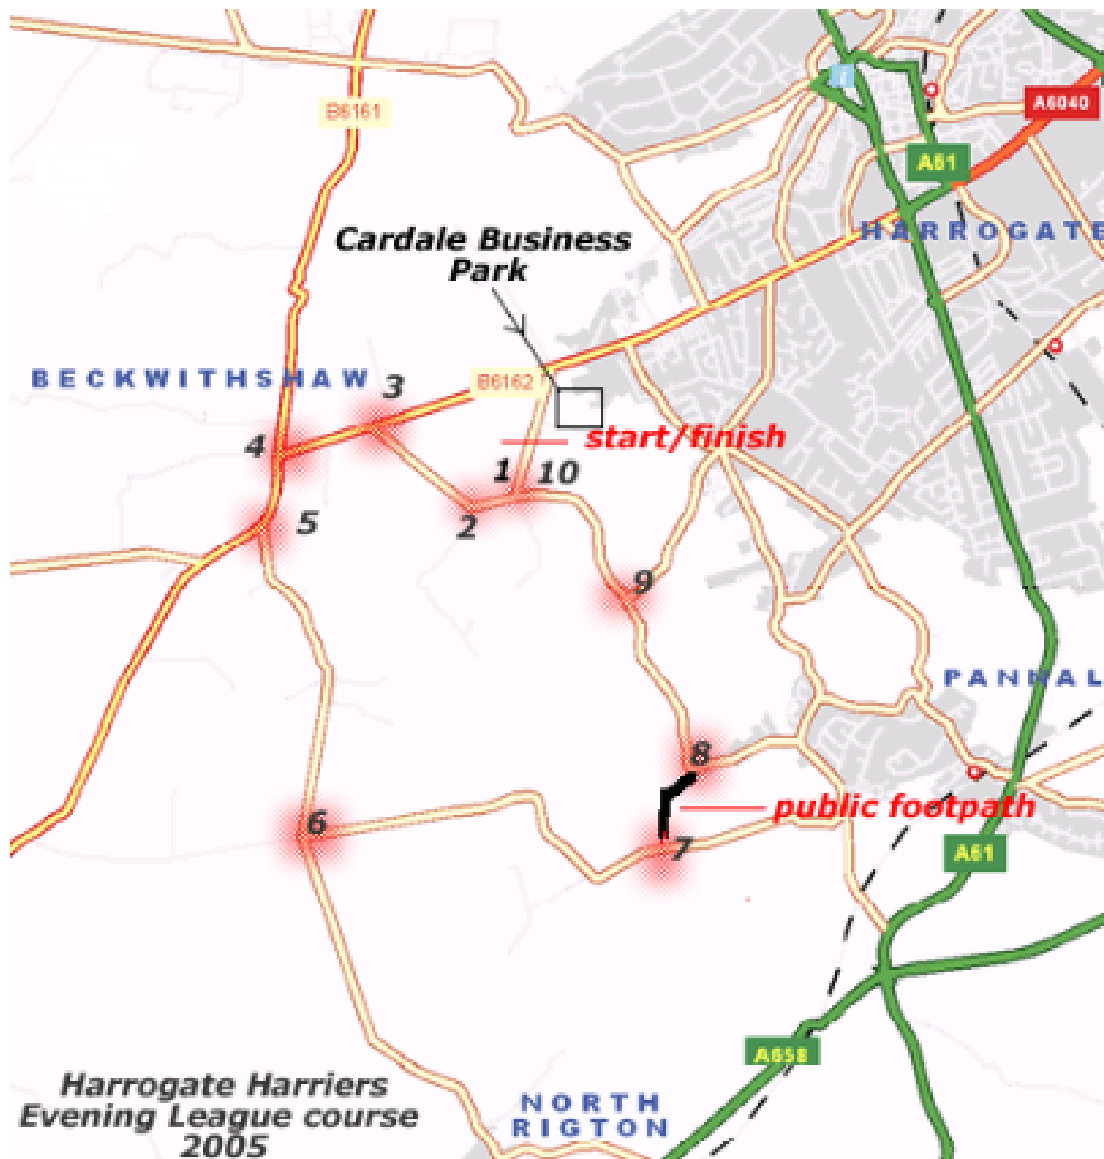 i
B6161
A6040
A61
HARROGATE
Cardale Business
Park
BECKWITHSHAW
B6162
3
4
start/finish
1 10
2
5
9
PANNAL
8
public footpath
6
7
A61
A658
Harrogate Harriers
Evening League course
2005
NORTH
RIGTON